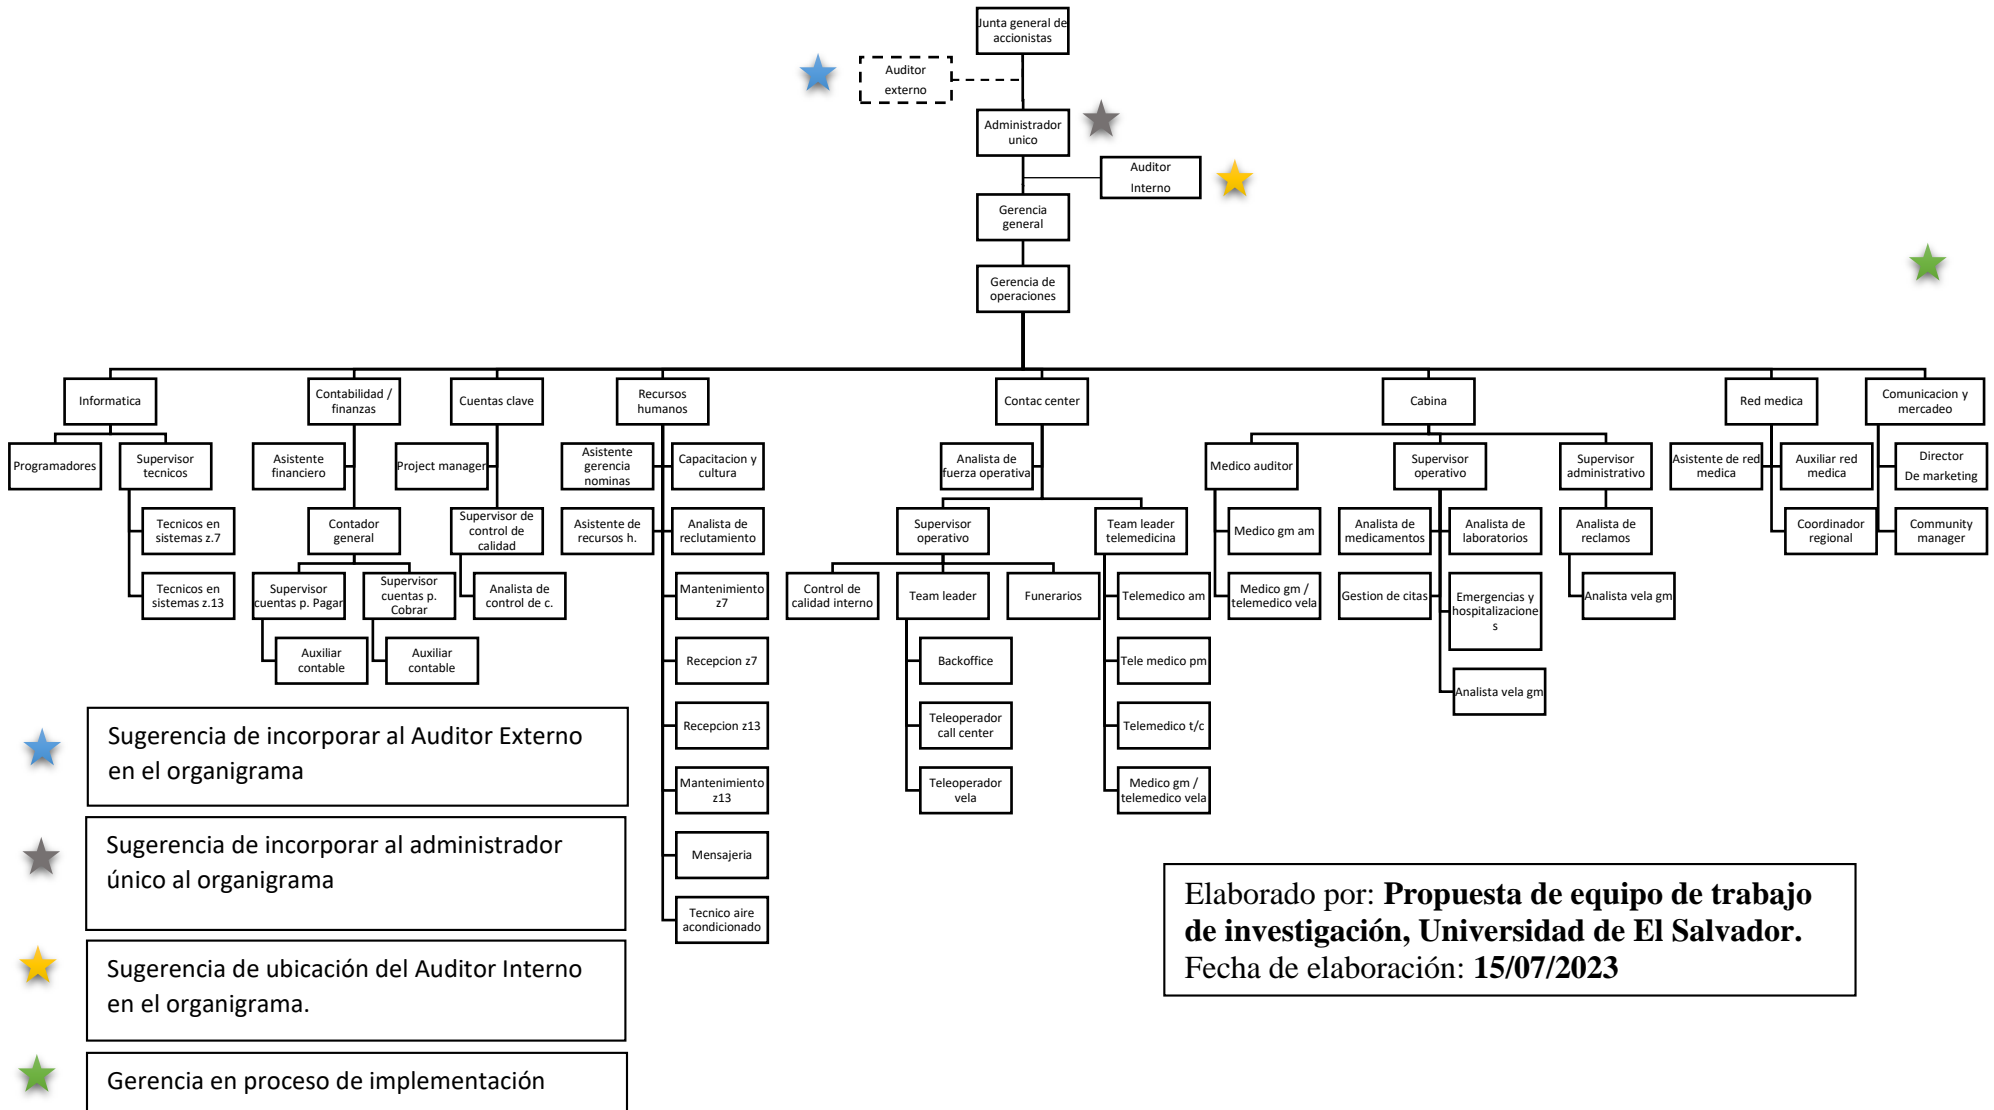 Junta general de
accionistas
Auditor
externo
Administrador
unico
Auditor
Interno
Gerencia
general
Gerencia de
operaciones
Informatica
Contabilidad /
finanzas
Cuentas clave
Recursos
humanos
Contac center
Cabina
Red medica
Comunicacion y
mercadeo
Programadores
Supervisor
tecnicos
Asistente
financiero
Project manager
Asistente
gerencia
nominas
Capacitacion y
cultura
Analista de
fuerza operativa
Medico auditor
Supervisor
operativo
Supervisor
administrativo
Asistente de red
medica
Auxiliar red
medica
Director
De marketing
Tecnicos en
sistemas z.7
Contador
general
Supervisor de
control de
calidad
Asistente de
recursos h.
Analista de
reclutamiento
Supervisor
operativo
Team leader
telemedicina
Medico gm am
Analista de
medicamentos
Analista de
laboratorios
Analista de
reclamos
Coordinador
regional
Community
manager
Tecnicos en
sistemas z.13
Supervisor
cuentas p. Pagar
Supervisor
cuentas p.
Cobrar
Analista de
control de c.
Mantenimiento
z7
Control de
calidad interno
Team leader
Funerarios
Telemedico am
Medico gm /
telemedico vela
Gestion de citas
Emergencias y
hospitalizacione
s
Analista vela gm
Auxiliar
contable
Auxiliar
contable
Recepcion z7
Backoffice
Tele medico pm
Analista vela gm
Recepcion z13
Teleoperador
call center
Telemedico t/c
Mantenimiento
z13
Teleoperador
vela
Medico gm /
telemedico vela
Mensajeria
Tecnico aire
acondicionado
Sugerencia de incorporar al Auditor Externo
en el organigrama
Sugerencia de incorporar al administrador
único al organigrama
Sugerencia de ubicación del Auditor Interno
en el organigrama.
Gerencia en proceso de implementación
Elaborado por: Propuesta de equipo de trabajo
de investigación, Universidad de El Salvador.
Fecha de elaboración: 15/07/2023